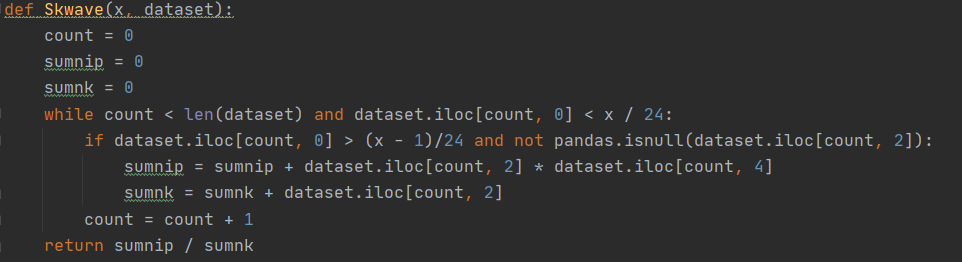 def Skwave(x, dataset):
    count = 0
    sumnip = 0
    sumnk = 0
    while count < len(dataset) and dataset.iloc[count, 0] < x / 24:
        if dataset.iloc[count, 0] > (x - 1)/24 and not pandas.isnull(dataset.iloc[count, 2]):
            sumnip = sumnip + dataset.iloc[count, 2] * dataset.iloc[count, 4]
            sumnk = sumnk + dataset.iloc[count, 2]
        count = count + 1
    return sumnip / sumnk